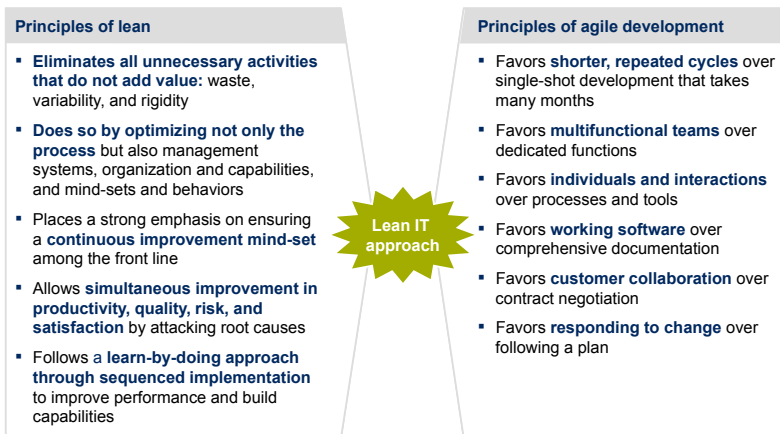 Principles of lean
▪ Eliminates all unnecessary activities
that do not add value: waste,
variability, and rigidity
▪ Does so by optimizing not only the
process but also management
systems, organization and capabilities,
and mind-sets and behaviors
▪ Places a strong emphasis on ensuring
a continuous improvement mind-set
among the front line
▪ Allows simultaneous improvement in
productivity, quality, risk, and
satisfaction by attacking root causes
▪ Follows a learn-by-doing approach
through sequenced implementation
to improve performance and build
capabilities
Lean IT
approach
Principles of agile development
▪ Favors shorter, repeated cycles over
single-shot development that takes
many months
▪ Favors multifunctional teams over
dedicated functions
▪ Favors individuals and interactions
over processes and tools
▪ Favors working software over
comprehensive documentation
▪ Favors customer collaboration over
contract negotiation
▪ Favors responding to change over
following a plan